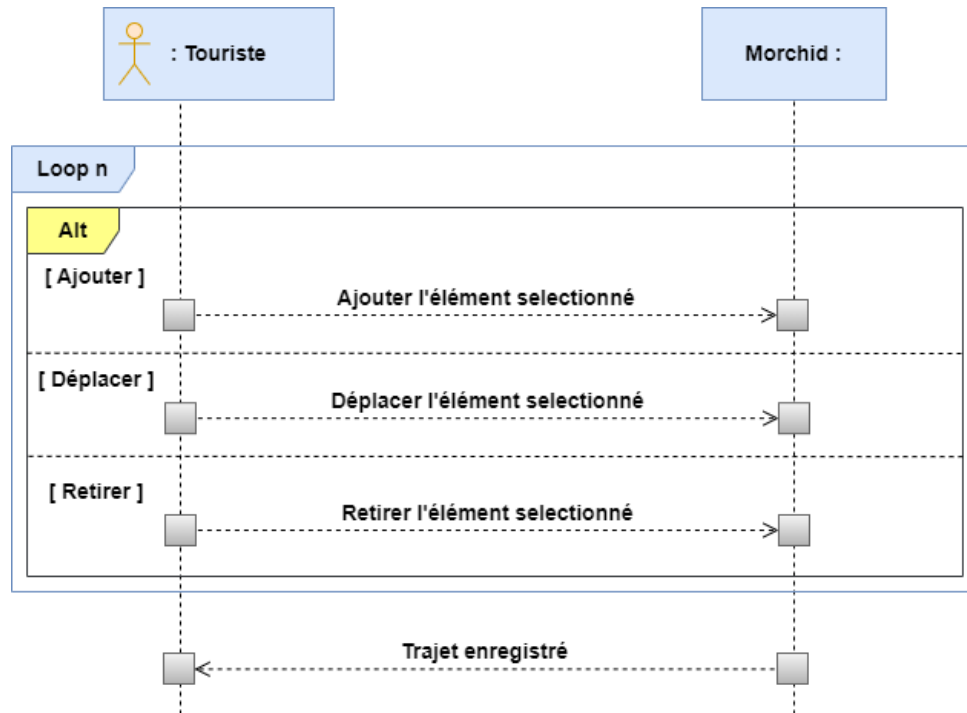 : Touriste
Morchid :
Loop n
Alt
[ Ajouter ]
Ajouter l'élément selectionné
[ Déplacer ]
Déplacer l'élément selectionné
[ Retirer ]
Retirer l'élément selectionné
Trajet enregistré